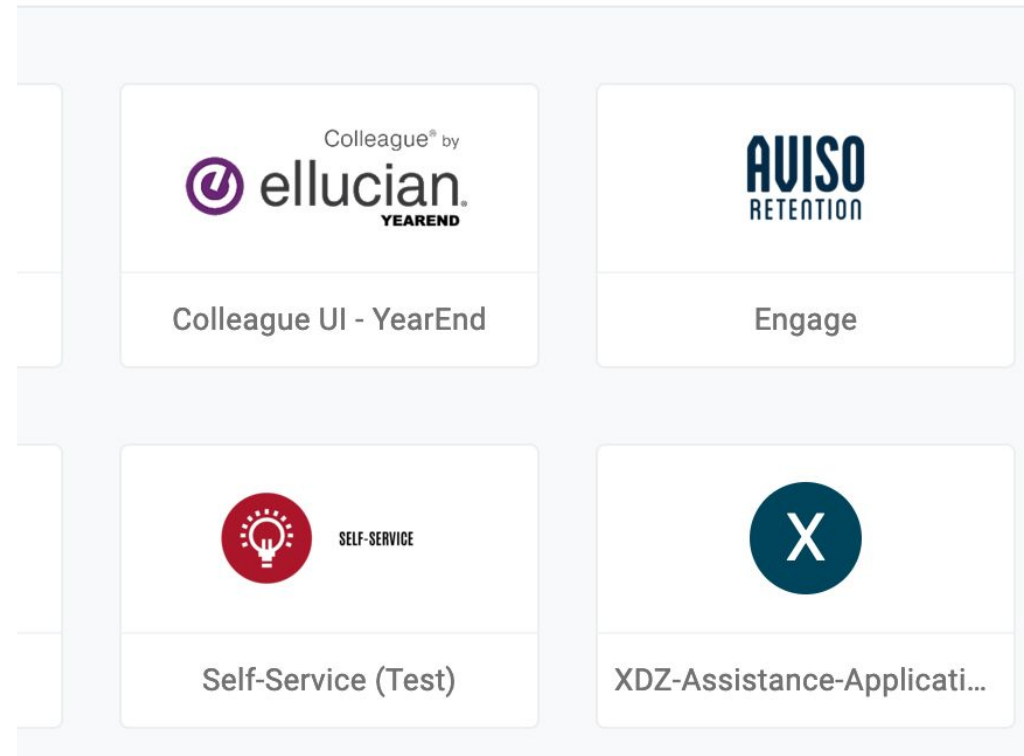 Colleague® by
ellucian®
YEAREND
Colleague UI - YearEnd
AVISO
RETENTION
Engage
SELF-SERVICE
Self-Service (Test)
X
XDZ-Assistance-Applicati...